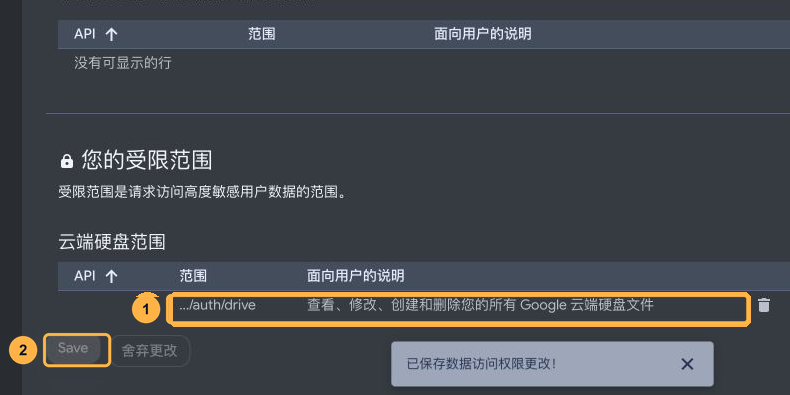 API ↑ 范围 面向用户的说明
没有可显示的行
您的受限范围
受限范围是请求访问高度敏感用户数据的范围。
云端硬盘范围
API ↑ 范围 面向用户的说明
1 .../auth/drive 查看、修改、创建和删除您的所有 Google 云端硬盘文件
2 Save 舍弃更改
已保存数据访问权限更改!